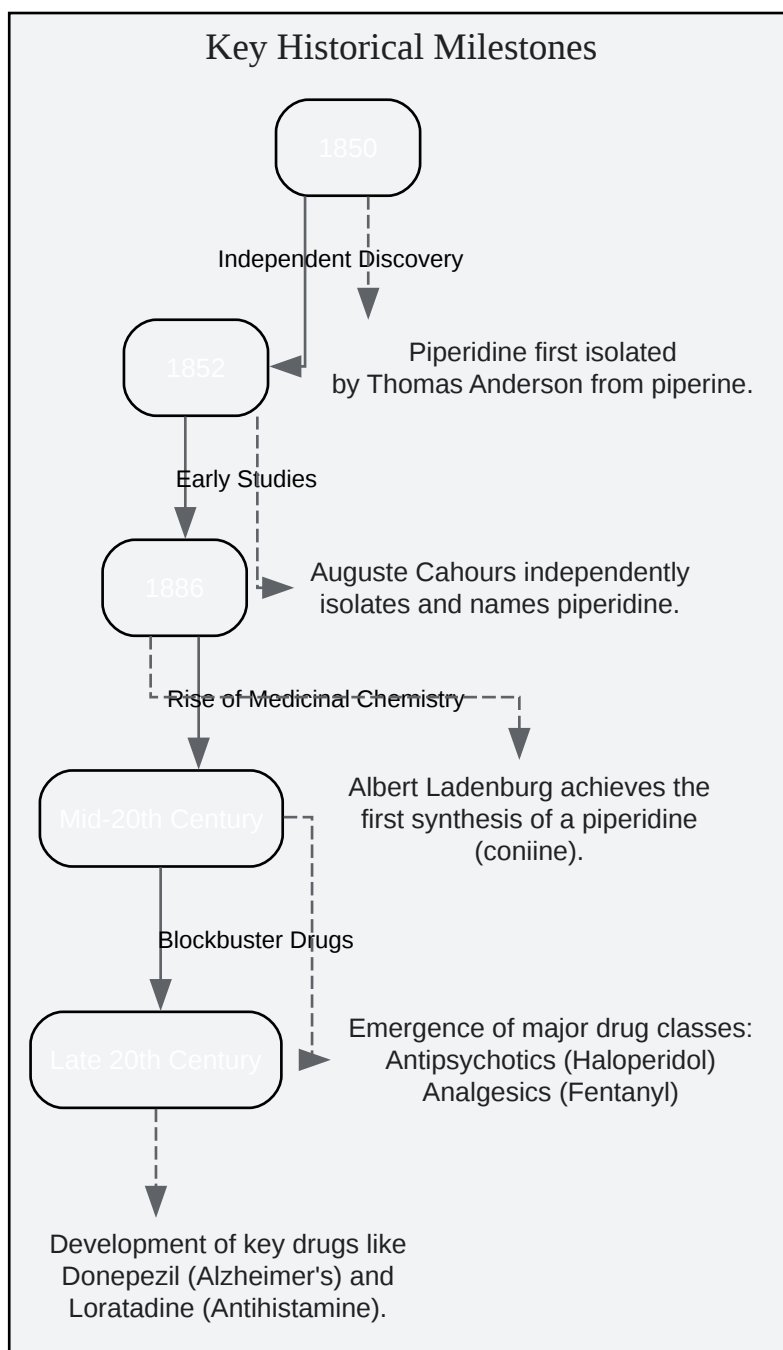 Key Historical Milestones
1850
Independent Discovery
Piperidine first isolated
by Thomas Anderson from piperine.
1852
Early Studies
Auguste Cahours independently
isolates and names piperidine.
1886
Rise of Medicinal Chemistry
Albert Ladenburg achieves the
first synthesis of a piperidine
(coniine).
Mid-20th Century
Blockbuster Drugs
Emergence of major drug classes:
Antipsychotics (Haloperidol)
Analgesics (Fentanyl)
Late 20th Century
Development of key drugs like
Donepezil (Alzheimer's) and
Loratadine (Antihistamine).